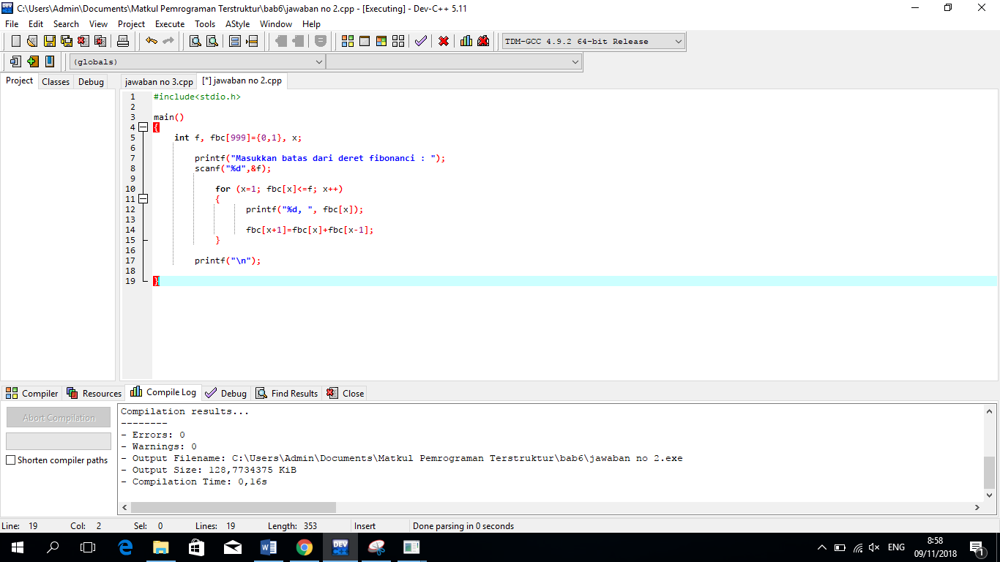 C:\Users\Admin\Documents\Matkul Pemrograman Terstruktur\bab6\jawaban no 2.cpp - [Executing] - Dev-C++ 5.11
File Edit Search View Project Execute Tools AStyle Window Help
TDM-GCC 4.9.2 64-bit Release
(globals)
Project Classes Debug jawaban no 3.cpp [*] jawaban no 2.cpp
1 #include<stdio.h>
2
3 main()
4 {
5 int f, fbc[999]={0,1}, x;
6
7 printf("Masukkan batas dari deret fibonanci : ");
8 scanf("%d",&f);
9
10 for (x=1; fbc[x]<=f; x++)
11 {
12 printf("%d, ", fbc[x]);
13
14 fbc[x+1]=fbc[x]+fbc[x-1];
15 }
16
17 printf("\n");
18
19 }
Compiler Resources Compile Log Debug Find Results Close
Abort Compilation
Shorten compiler paths
Compilation results...
--------
- Errors: 0
- Warnings: 0
- Output Filename: C:\Users\Admin\Documents\Matkul Pemrograman Terstruktur\bab6\jawaban no 2.exe
- Output Size: 128,7734375 KiB
- Compilation Time: 0,16s
Line: 19 Col: 2 Sel: 0 Lines: 19 Length: 353 Insert Done parsing in 0 seconds
DEV
ENG
8:58
09/11/2018
1